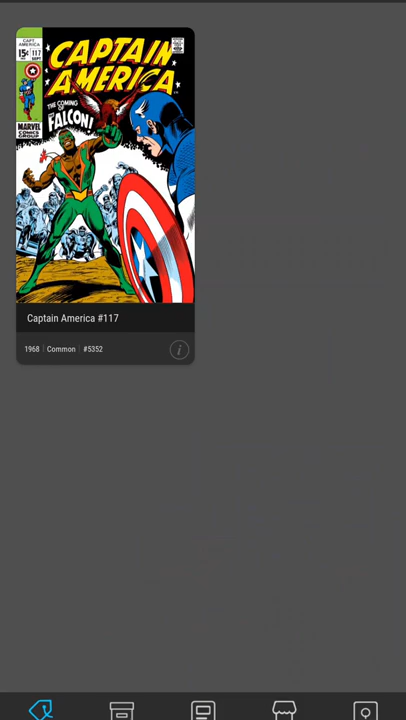 CAPT. AMERICA
15¢ 117
SEPT
CAPTAIN
AMERICA
THE COMING
OF...
FALCON!
MARVEL
COMICS
GROUP
Captain America #117
1968 Common #5352
i